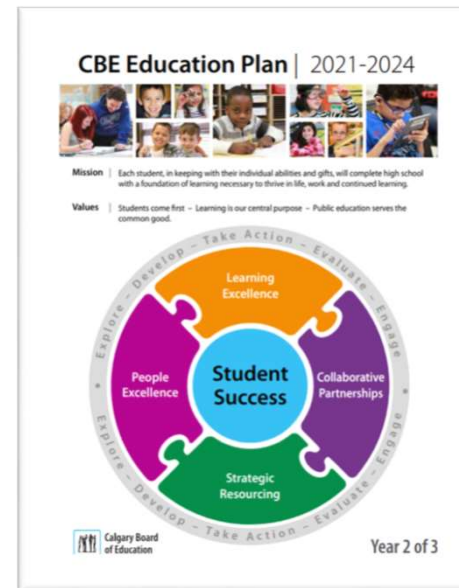 CBE Education Plan | 2021-2024
Mission | Each student, in keeping with their individual abilities and gifts, will complete high school
with a foundation of learning necessary to thrive in life, work and continued learning.
Values | Students come first – Learning is our central purpose – Public education serves the
common good.
Explore – Develop – Take Action – Evaluate – Engage
Learning
Excellence
People
Excellence
Student
Success
Collaborative
Partnerships
Strategic
Resourcing
Explore – Develop – Take Action – Evaluate – Engage
Calgary Board
of Education
Year 2 of 3